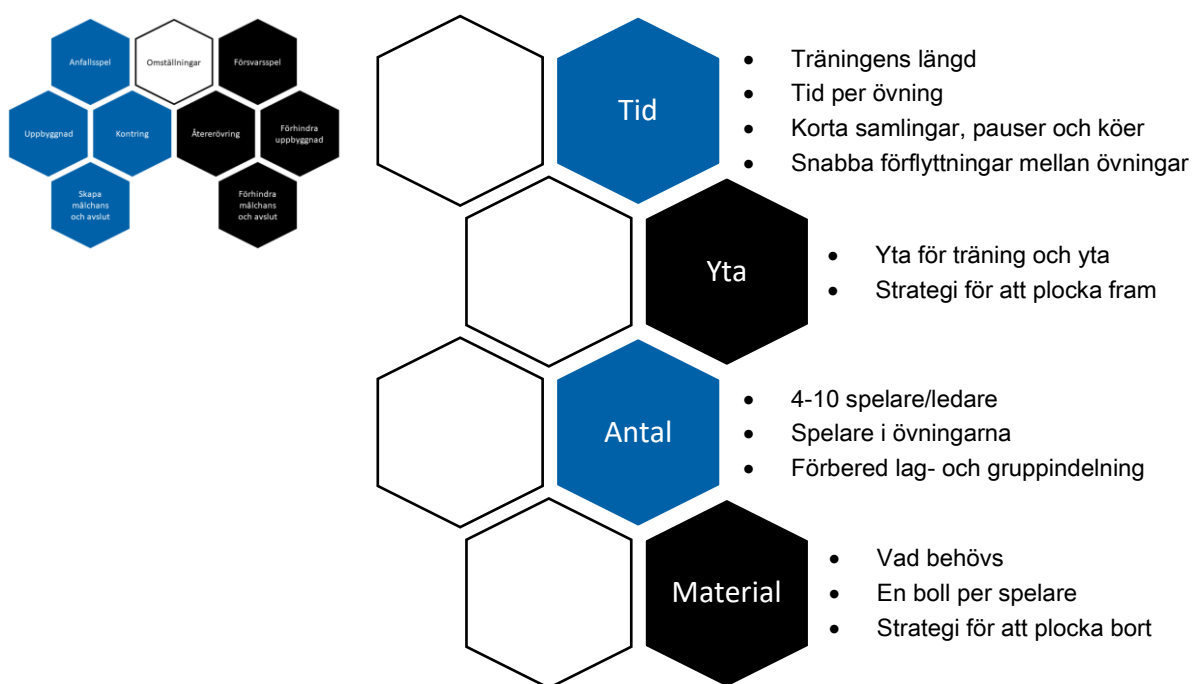 Anfallsspel
Omställningar
Försvarsspel
Uppbyggnad
Kontring
Återerövring
Förhindra
uppbyggnad
Skapa
målchans
och avslut
Förhindra
målchans
och avslut
Tid
• Träningens längd
• Tid per övning
• Korta samlingar, pauser och köer
• Snabba förflyttningar mellan övningar
Yta
• Yta för träning och yta
• Strategi för att plocka fram
Antal
• 4-10 spelare/ledare
• Spelare i övningarna
• Förbered lag- och gruppindelning
Material
• Vad behövs
• En boll per spelare
• Strategi för att plocka bort